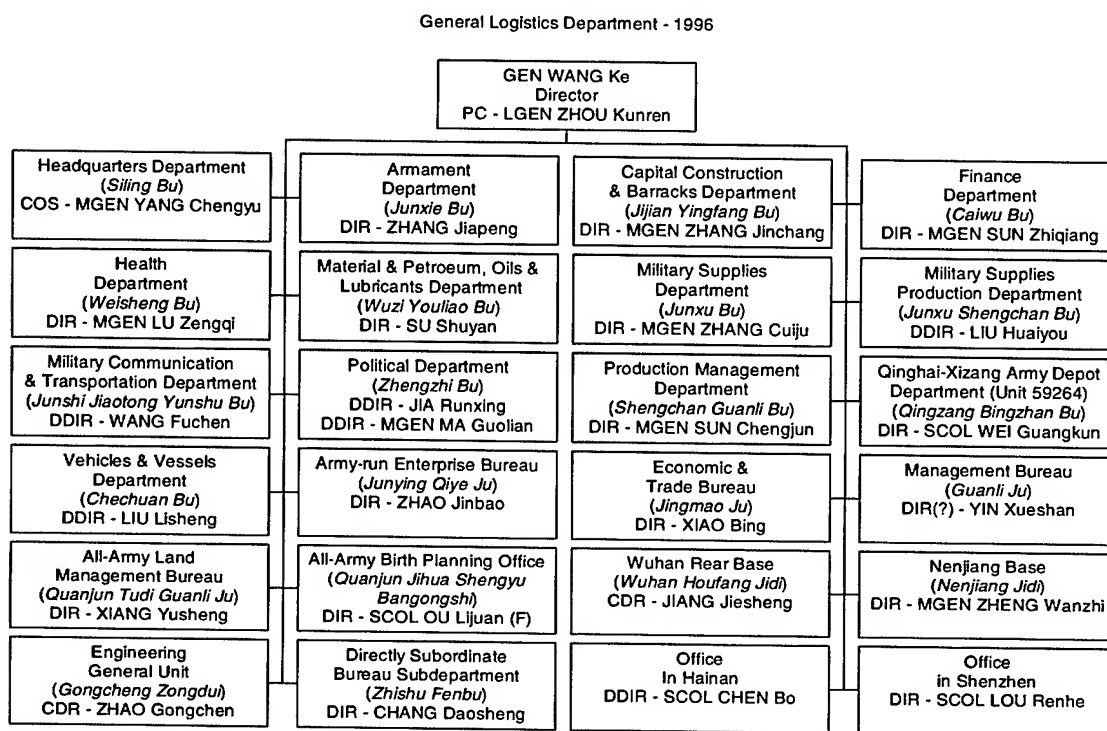 General Logistics Department - 1996
GEN WANG Ke
Director
PC - LGEN ZHOU Kunren
Headquarters Department
(Siling Bu)
COS - MGEN YANG Chengyu
Armament
Department
(Junxie Bu)
DIR - ZHANG Jiapeng
Capital Construction
& Barracks Department
(Jijian Yingfang Bu)
DIR - MGEN ZHANG Jinchang
Finance
Department
(Caiwu Bu)
DIR - MGEN SUN Zhiqiang
Health
Department
(Weisheng Bu)
DIR - MGEN LU Zengqi
Material & Petroeum, Oils &
Lubricants Department
(Wuzi Youliao Bu)
DIR - SU Shuyan
Military Supplies
Department
(Junxu Bu)
DIR - MGEN ZHANG Cuiju
Military Supplies
Production Department
(Junxu Shengchan Bu)
DDIR - LIU Huaiyou
Military Communication
& Transportation Department
(Junshi Jiaotong Yunshu Bu)
DDIR - WANG Fuchen
Political Department
(Zhengzhi Bu)
DDIR - JIA Runxing
DDIR - MGEN MA Guolian
Production Management
Department
(Shengchan Guanli Bu)
DIR - MGEN SUN Chengjun
Qinghai-Xizang Army Depot
Department (Unit 59264)
(Qingzang Bingzhan Bu)
DIR - SCOL WEI Guangkun
Vehicles & Vessels
Department
(Chechuan Bu)
DDIR - LIU Lisheng
Army-run Enterprise Bureau
(Junying Qiye Ju)
DIR - ZHAO Jinbao
Economic &
Trade Bureau
(Jingmao Ju)
DIR - XIAO Bing
Management Bureau
(Guanli Ju)
DIR(?) - YIN Xueshan
All-Army Land
Management Bureau
(Quanjun Tudi Guanli Ju)
DIR - XIANG Yusheng
All-Army Birth Planning Office
(Quanjun Jihua Shengyu
Bangongshi)
DIR - SCOL OU Lijuan (F)
Wuhan Rear Base
(Wuhan Houfang Jidi)
CDR - JIANG Jiesheng
Nenjiang Base
(Nenjiang Jidi)
DIR - MGEN ZHENG Wanzhi
Engineering
General Unit
(Gongcheng Zongdui)
CDR - ZHAO Gongchen
Directly Subordinate
Bureau Subdepartment
(Zhishu Fenbu)
DIR - CHANG Daosheng
Office
In Hainan
DDIR - SCOL CHEN Bo
Office
in Shenzhen
DIR - SCOL LOU Renhe